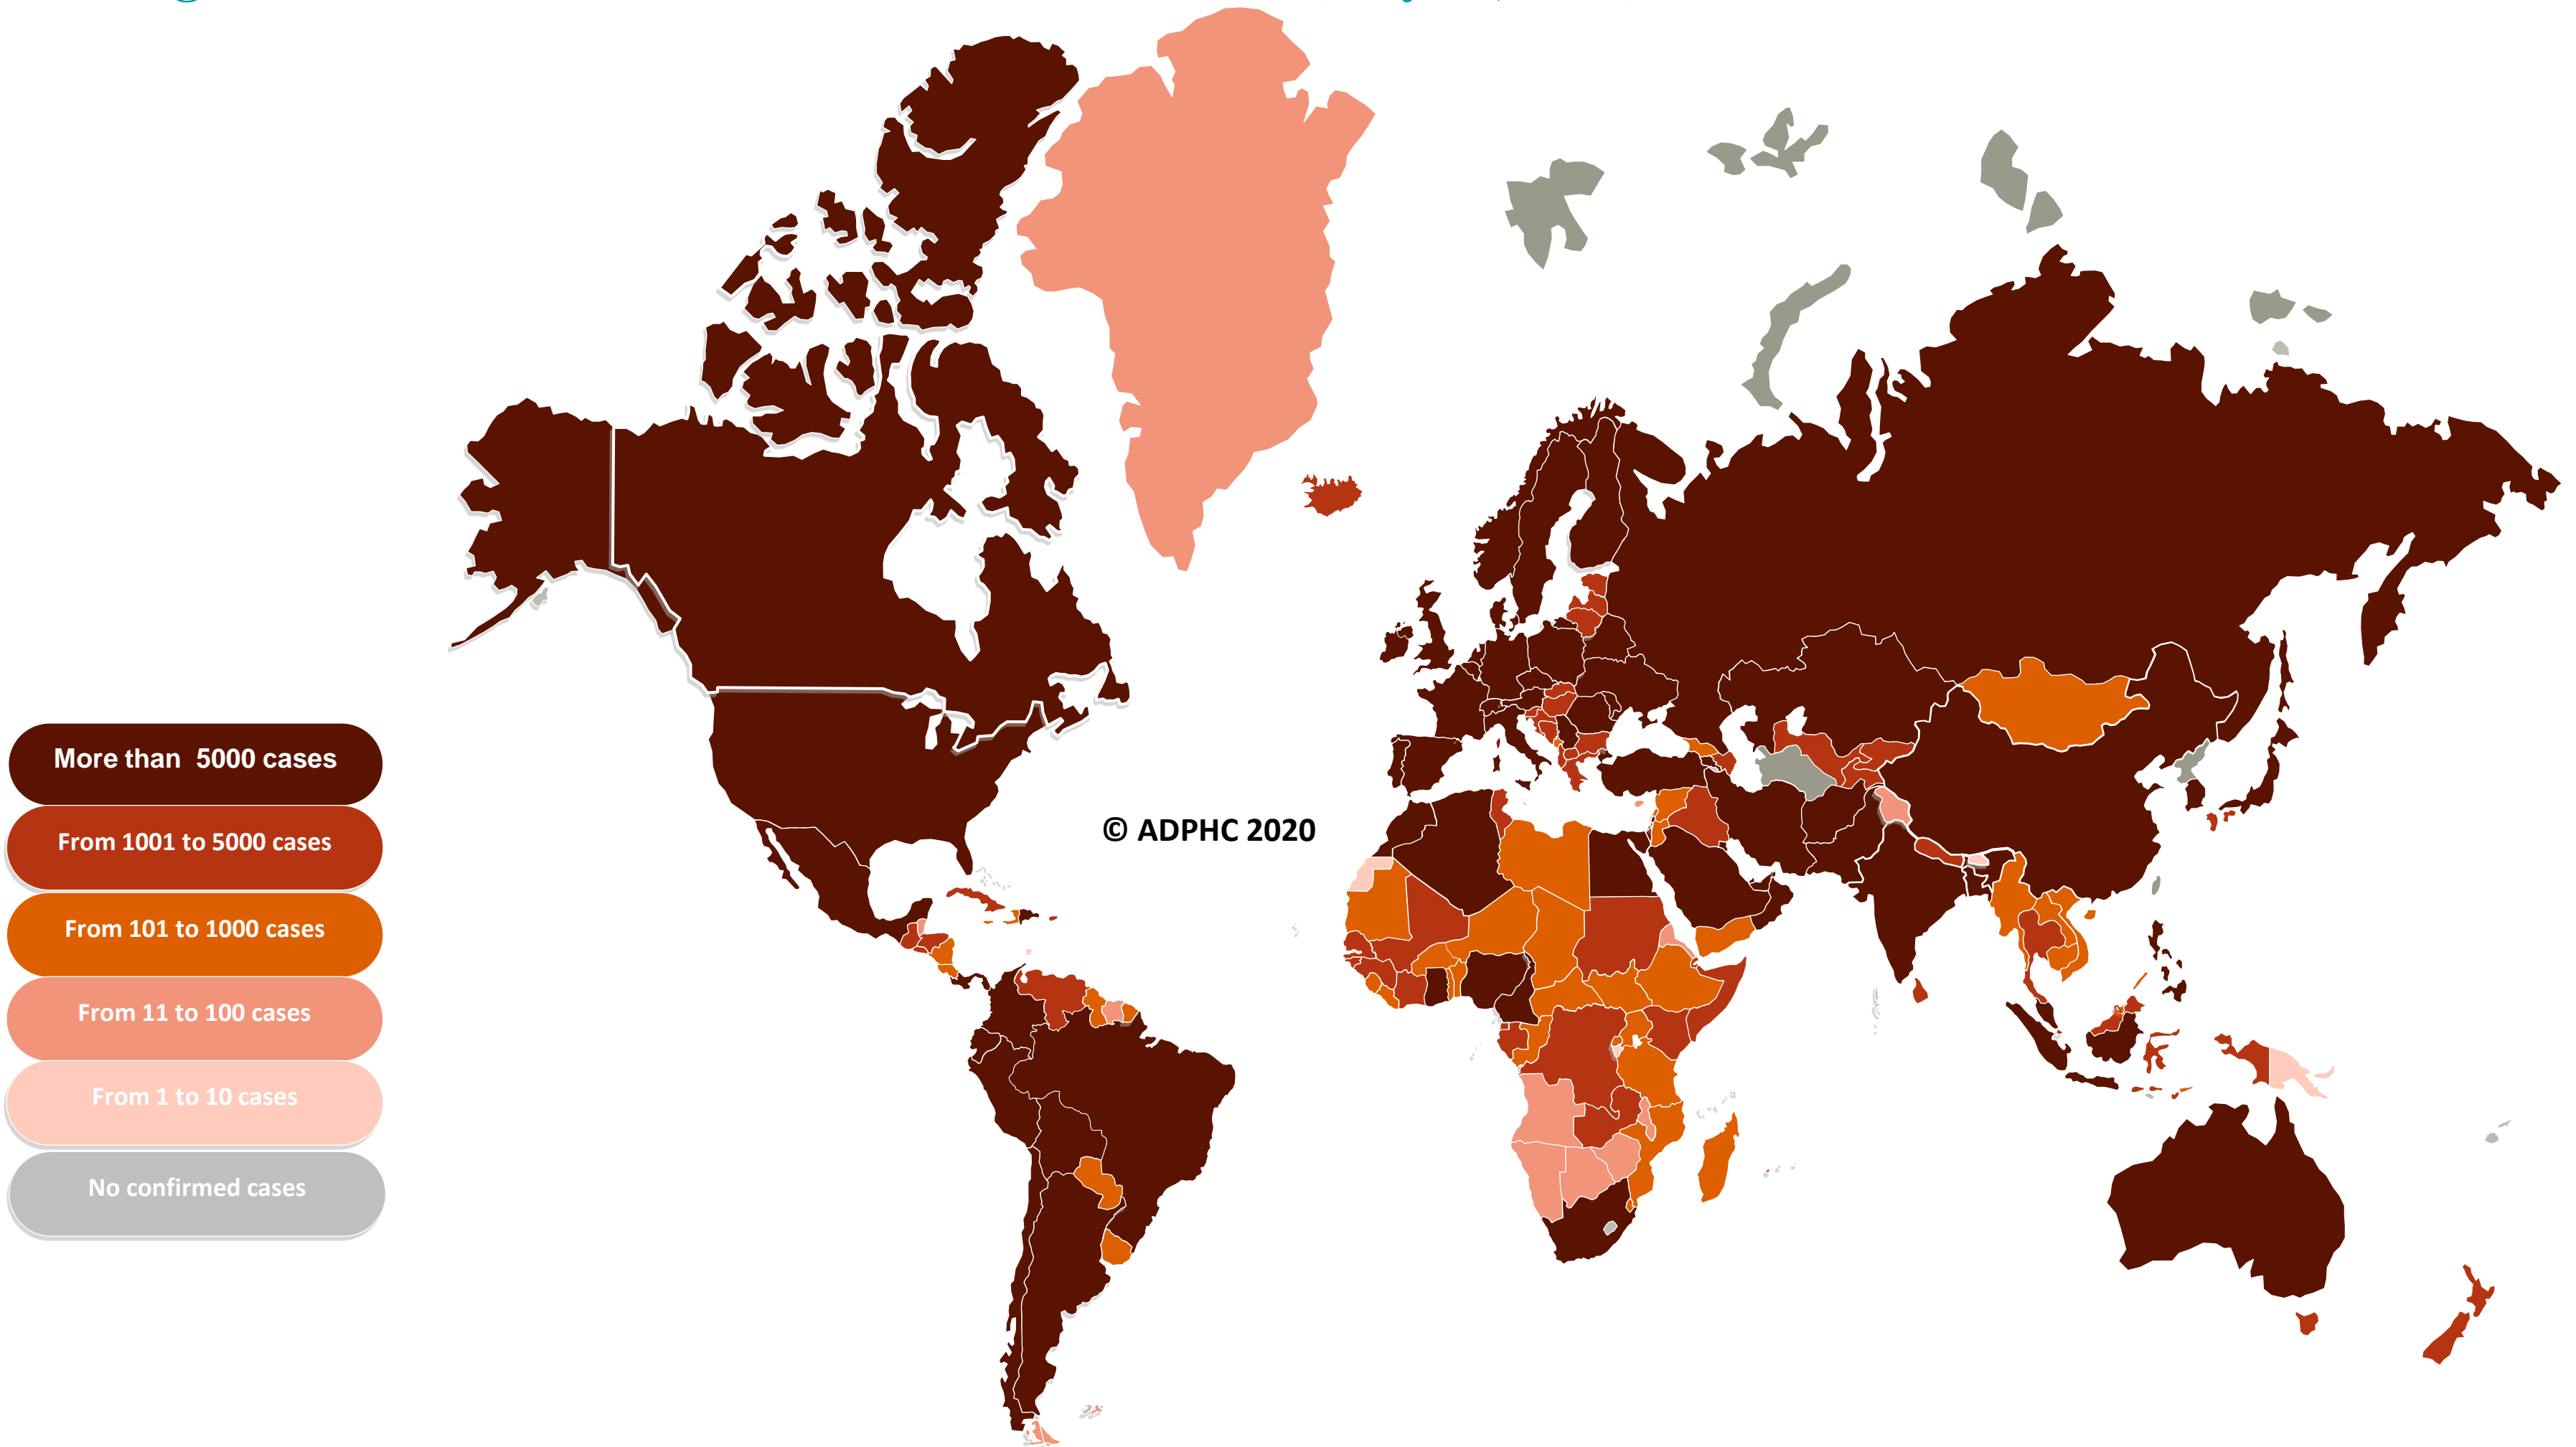 More than 5000 cases
From 1001 to 5000 cases
© ADPHC 2020
From 101 to 1000 cases
From 11 to 100 cases
From 1 to 10 cases
No confirmed cases